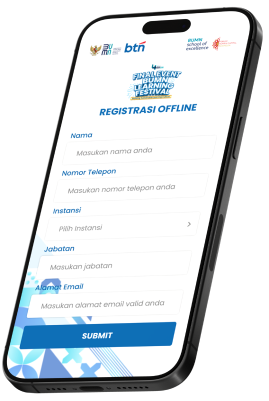 btn
BUMN
school of
excellence
FINAL EVENT
BUMN
LEARNING
FESTIVAL
REGISTRASI OFFLINE
Nama
Masukan nama anda
Nomor Telepon
Masukan nomor telepon anda
Instansi
Pilih Instansi
Jabatan
Masukan jabatan
Alamat Email
Masukan alamat email valid anda
SUBMIT